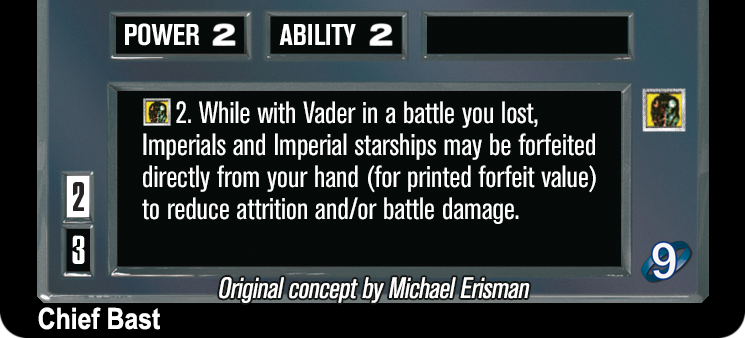 POWER 2 ABILITY 2
2. While with Vader in a battle you lost,
Imperials and Imperial starships may be forfeited
directly from your hand (for printed forfeit value)
to reduce attrition and/or battle damage.
2
3
9
Original concept by Michael Erisman
Chief Bast